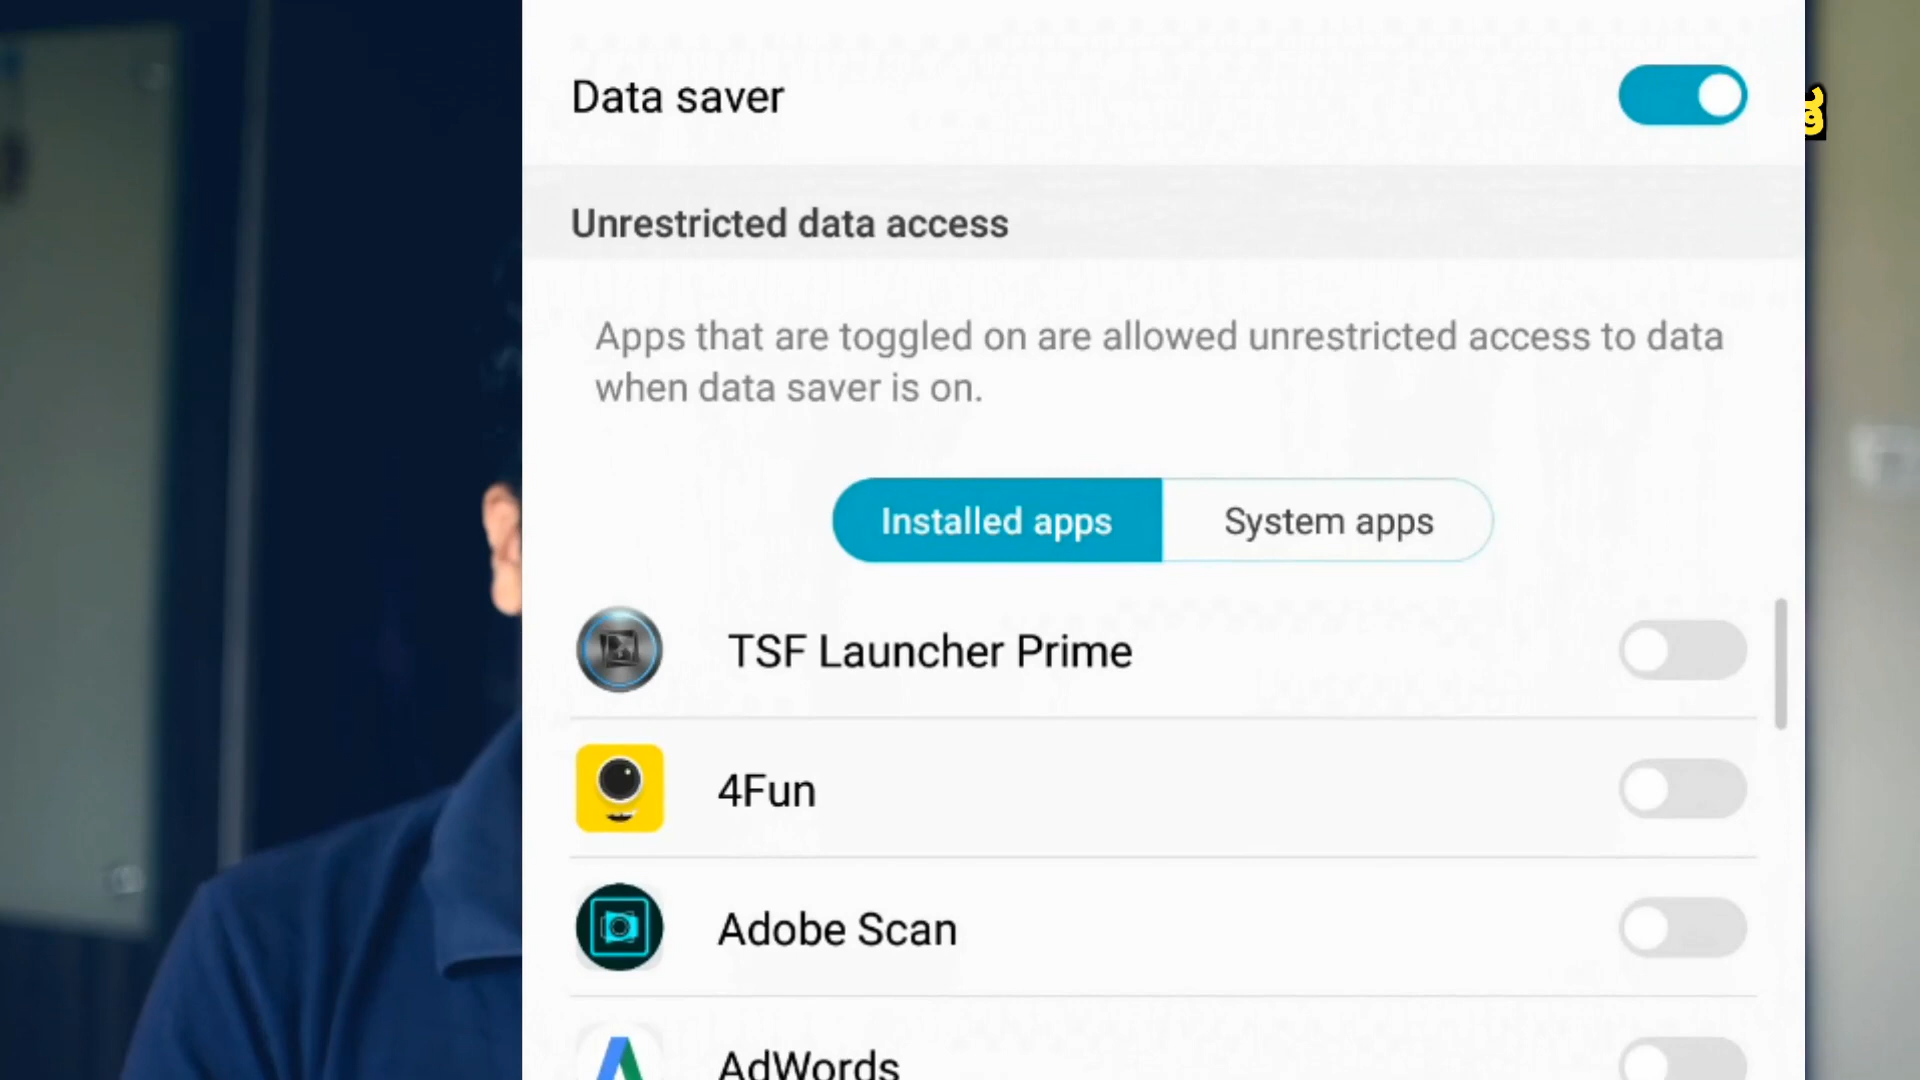 Data saver
Unrestricted data access
Apps that are toggled on are allowed unrestricted access to data
when data saver is on.
Installed apps
System apps
TSF Launcher Prime
4Fun
Adobe Scan
AdWords